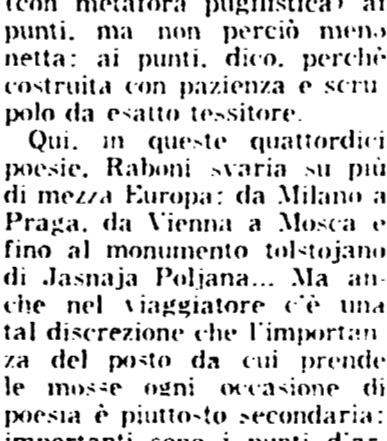 (con metafora pugilistica) ai
punti, ma non perciò meno
netta: ai punti, dico, perchè
costruita con pazienza e scru-
polo da esatto tessitore.
Qui, in queste quattordici
poesie, Raboni svaria su più
di mezza Europa: da Milano a
Praga, da Vienna a Mosca e
fino al monumento tolstojano
di Jasnaja Poljana... Ma an-
che nel viaggiatore c'è una
tal discrezione che l'importan-
za del posto da cui prende
le mosse ogni occasione di
poesia è piuttosto secondaria:
importanti sono i punti